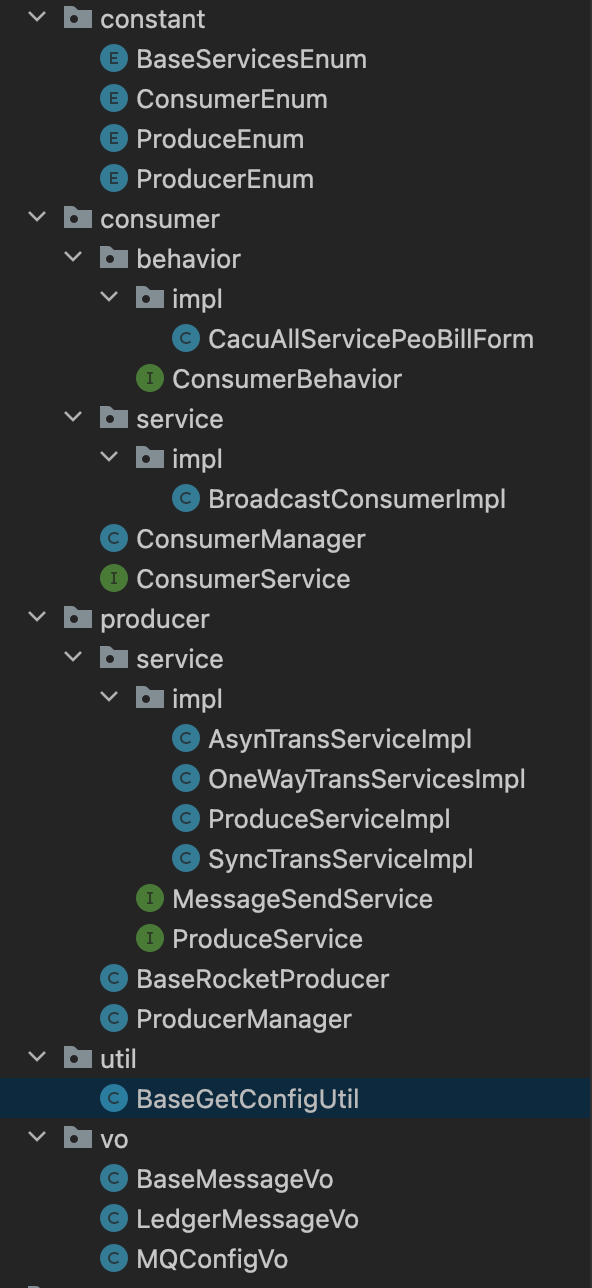 constant
E BaseServicesEnum
E ConsumerEnum
E ProduceEnum
E ProducerEnum
consumer
behavior
impl
C CacuAllServicePeoBillForm
I ConsumerBehavior
service
impl
C BroadcastConsumerImpl
C ConsumerManager
I ConsumerService
producer
service
impl
C AsynTransServiceImpl
C OneWayTransServicesImpl
C ProduceServiceImpl
C SyncTransServiceImpl
I MessageSendService
I ProduceService
C BaseRocketProducer
C ProducerManager
util
C BaseGetConfigUtil
vo
C BaseMessageVo
C LedgerMessageVo
C MQConfigVo